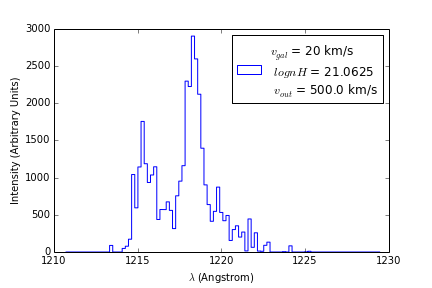 3000
2500
2000
1500
1000
500
0
Intensity (Arbitrary Units)
v_gal = 20 km/s
lognH = 21.0625
v_out = 500.0 km/s
1210 1215 1220 1225 1230
λ (Angstrom)